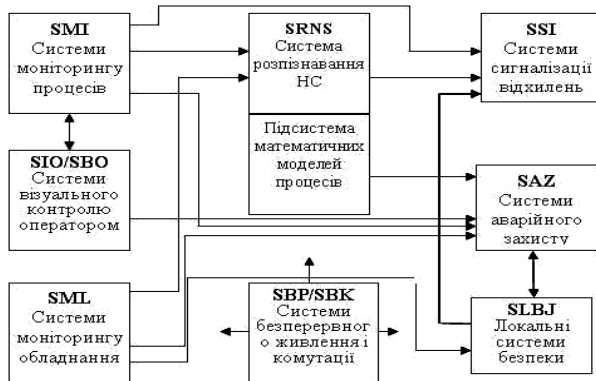 SMI
Системи
моніторингу
процесів
SRNS
Система
розпізнавання
НС
SSI
Системи
сигналізації
відхилень
Підсистема
математичних
моделей
процесів
SIO/SBO
Системи
візуального
контролю
оператором
SAZ
Системи
аварійного
захисту
SML
Системи
моніторингу
обладнання
SBP/SBK
Системи
безперервног
о живлення і
комутації
SLBJ
Локальні
системи
безпеки